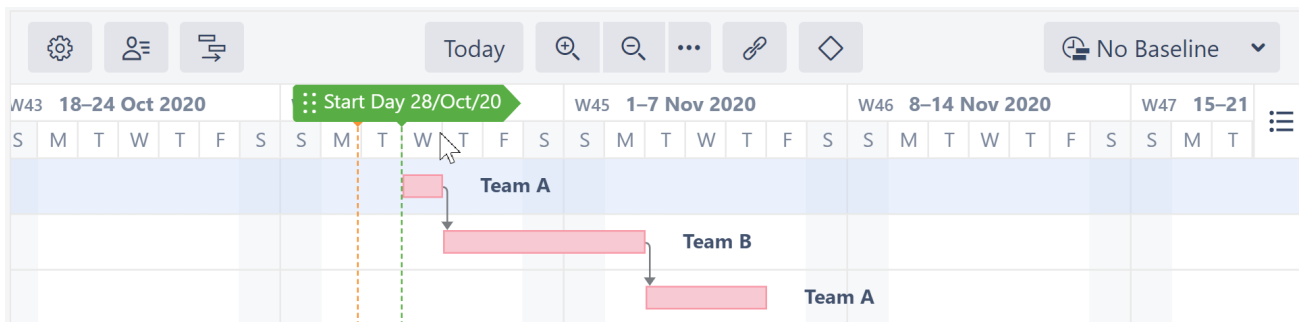 Today ••• No Baseline
W43 18–24 Oct 2020 Start Day 28/Oct/20 W45 1–7 Nov 2020 W46 8–14 Nov 2020 W47 15–21
S M T W T F S S M T W T F S S M T W T F S S M T W T F S S M T
Team A
Team B
Team A